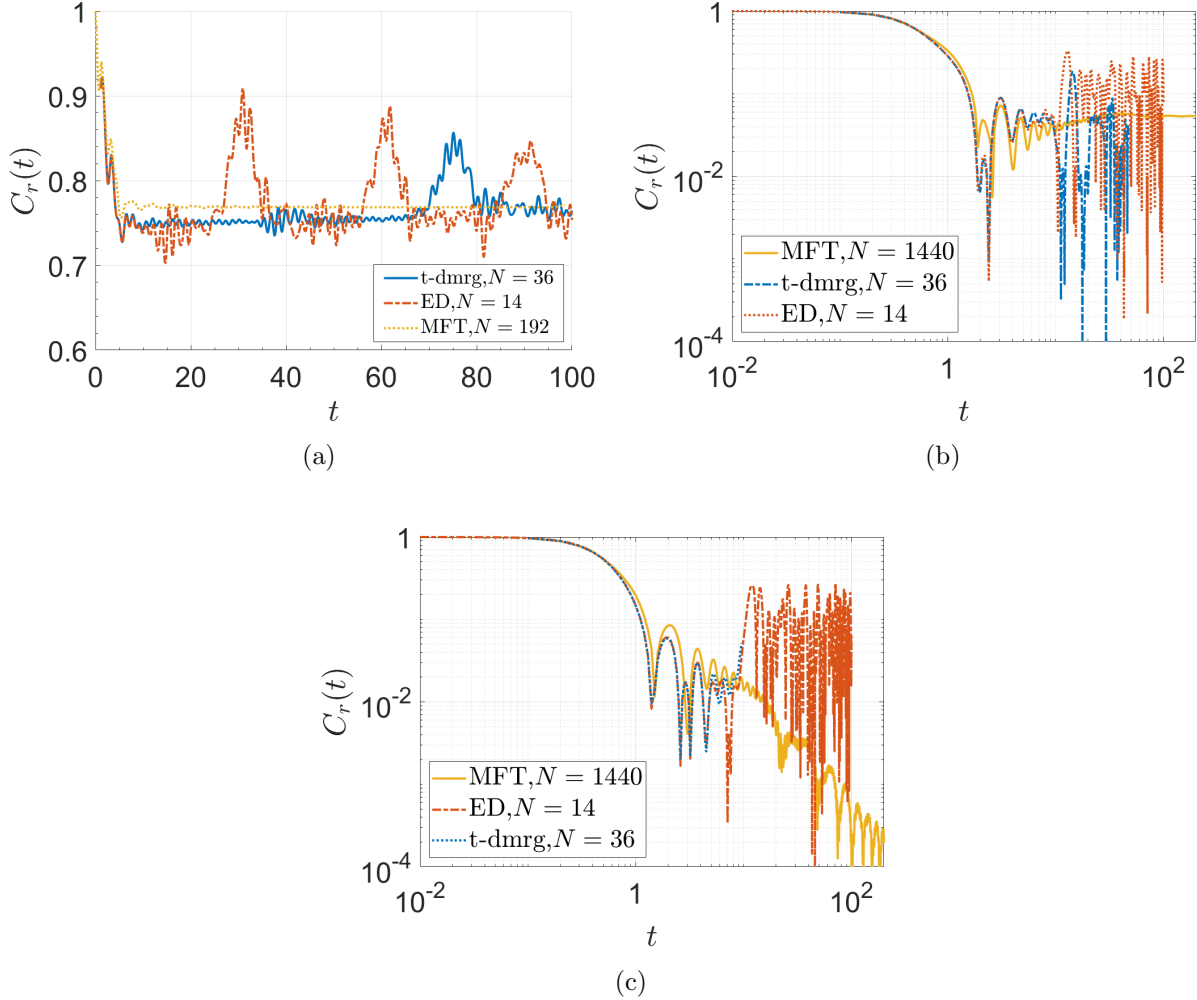 1
0.9
0.8
0.7
0.6
0 20 40 60 80 100
C_r(t)
t
t-dmrg,N = 36
ED,N = 14
MFT,N = 192
(a)
1
10^-2
10^-4
10^-2 1 10^2
C_r(t)
t
MFT,N = 1440
t-dmrg,N = 36
ED,N = 14
(b)
1
10^-2
10^-4
10^-2 1 10^2
C_r(t)
t
MFT,N = 1440
ED,N = 14
t-dmrg,N = 36
(c)